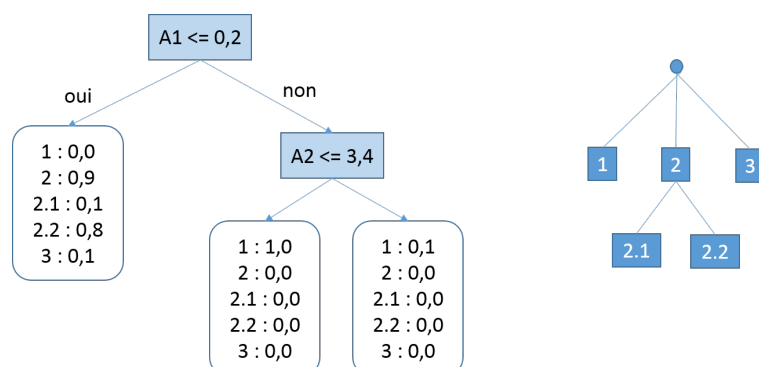 A1 <= 0,2
oui
non
1 : 0,0
2 : 0,9
2.1 : 0,1
2.2 : 0,8
3 : 0,1
A2 <= 3,4
1 : 1,0
2 : 0,0
2.1 : 0,0
2.2 : 0,0
3 : 0,0
1 : 0,1
2 : 0,0
2.1 : 0,0
2.2 : 0,0
3 : 0,0
1
2
3
2.1
2.2